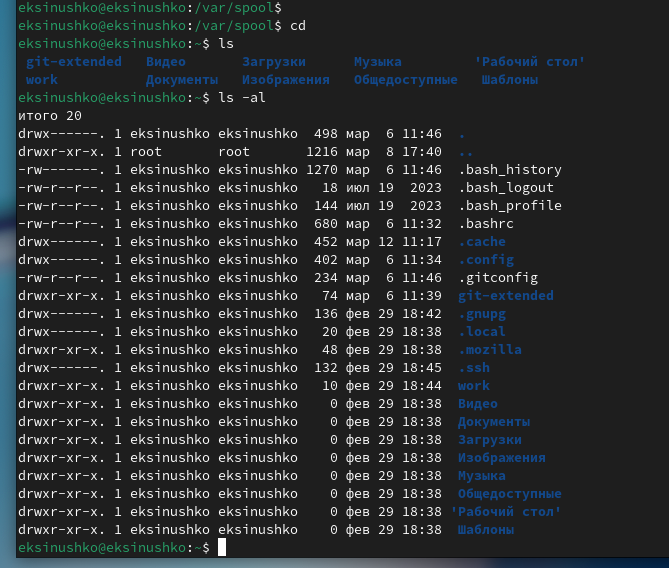 eksinushko@eksinushko:/var/spool$
eksinushko@eksinushko:/var/spool$ cd
eksinushko@eksinushko:~$ ls
git-extended Видео Загрузки Музыка 'Рабочий стол'
work Документы Изображения Общедоступные Шаблоны
eksinushko@eksinushko:~$ ls -al
итого 20
drwx------. 1 eksinushko eksinushko 498 мар 6 11:46 .
drwxr-xr-x. 1 root root 1216 мар 8 17:40 ..
-rw-------. 1 eksinushko eksinushko 1270 мар 6 11:46 .bash_history
-rw-r--r--. 1 eksinushko eksinushko 18 июл 19 2023 .bash_logout
-rw-r--r--. 1 eksinushko eksinushko 144 июл 19 2023 .bash_profile
-rw-r--r--. 1 eksinushko eksinushko 680 мар 6 11:32 .bashrc
drwx------. 1 eksinushko eksinushko 452 мар 12 11:17 .cache
drwx------. 1 eksinushko eksinushko 402 мар 6 11:34 .config
-rw-r--r--. 1 eksinushko eksinushko 234 мар 6 11:46 .gitconfig
drwxr-xr-x. 1 eksinushko eksinushko 74 мар 6 11:39 git-extended
drwx------. 1 eksinushko eksinushko 136 фев 29 18:42 .gnupg
drwx------. 1 eksinushko eksinushko 20 фев 29 18:38 .local
drwxr-xr-x. 1 eksinushko eksinushko 48 фев 29 18:38 .mozilla
drwx------. 1 eksinushko eksinushko 132 фев 29 18:45 .ssh
drwxr-xr-x. 1 eksinushko eksinushko 10 фев 29 18:44 work
drwxr-xr-x. 1 eksinushko eksinushko 0 фев 29 18:38 Видео
drwxr-xr-x. 1 eksinushko eksinushko 0 фев 29 18:38 Документы
drwxr-xr-x. 1 eksinushko eksinushko 0 фев 29 18:38 Загрузки
drwxr-xr-x. 1 eksinushko eksinushko 0 фев 29 18:38 Изображения
drwxr-xr-x. 1 eksinushko eksinushko 0 фев 29 18:38 Музыка
drwxr-xr-x. 1 eksinushko eksinushko 0 фев 29 18:38 Общедоступные
drwxr-xr-x. 1 eksinushko eksinushko 0 фев 29 18:38 'Рабочий стол'
drwxr-xr-x. 1 eksinushko eksinushko 0 фев 29 18:38 Шаблоны
eksinushko@eksinushko:~$